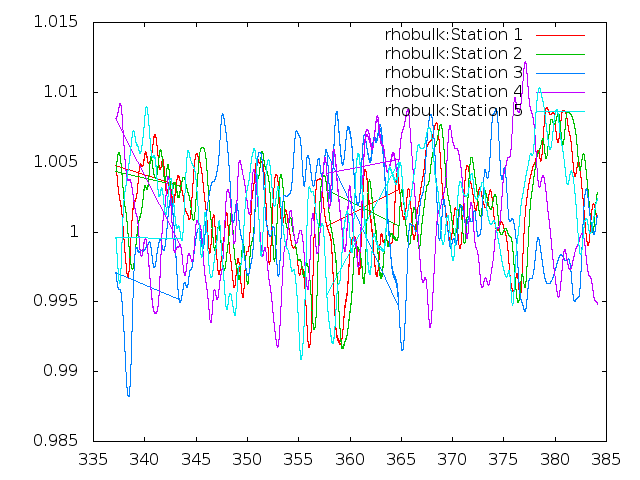 1.015
1.01
1.005
1
0.995
0.99
0.985
335 340 345 350 355 360 365 370 375 380 385
rhobulk:Station 1
rhobulk:Station 2
rhobulk:Station 3
rhobulk:Station 4
rhobulk:Station 5